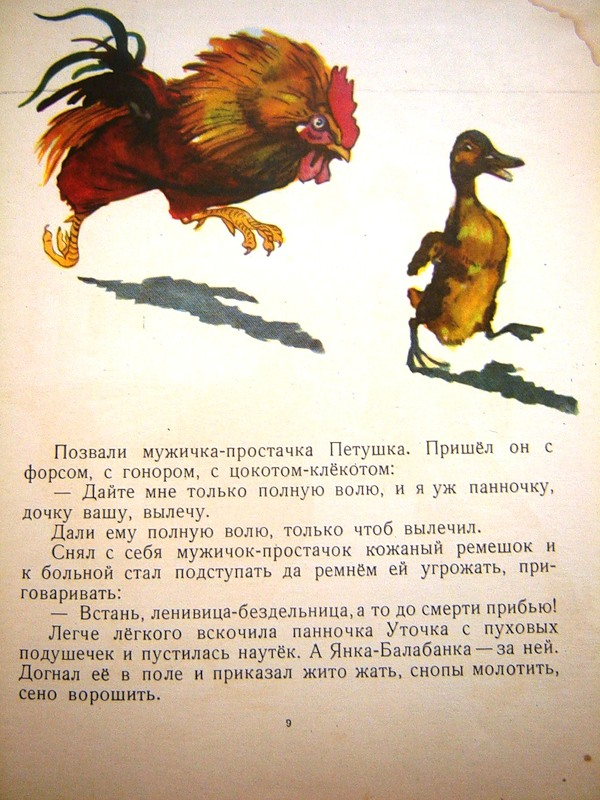 Позвали мужичка-простачка Петушка. Пришёл он с
форсом, с гонором, с цокотом-клёкотом:
— Дайте мне только полную волю, и я уж панночку,
дочку вашу, вылечу.
Дали ему полную волю, только чтоб вылечил.
Снял с себя мужичок-простачок кожаный ремешок и
к больной стал подступать да ремнём ей угрожать, при-
говаривать:
— Встань, ленивица-бездельница, а то до смерти прибью!
Легче лёгкого вскочила панночка Уточка с пуховых
подушечек и пустилась наутёк. А Янка-Балабанка — за ней.
Догнал её в поле и приказал жито жать, снопы молотить,
сено ворошить.
9